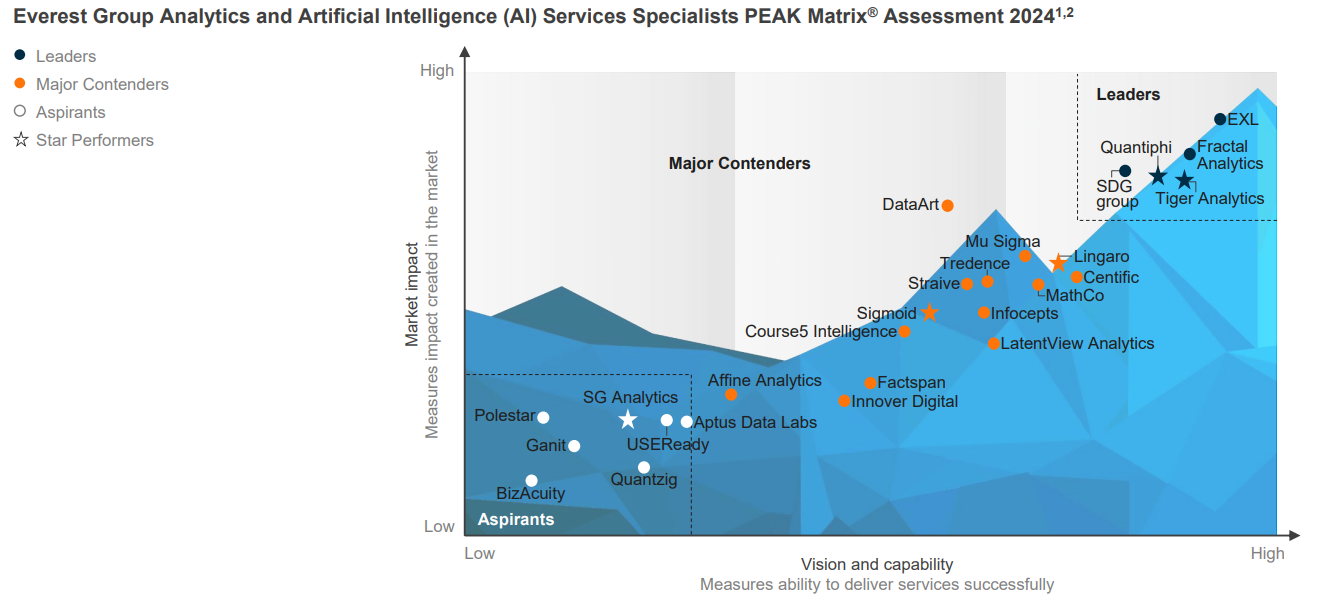 Everest Group Analytics and Artificial Intelligence (AI) Services Specialists PEAK Matrix® Assessment 2024¹,²
Leaders
Major Contenders
Aspirants
Star Performers
High
Leaders
EXL
Quantiphi
Fractal
Analytics
Major Contenders
SDG
group
Tiger Analytics
DataArt
Mu Sigma
Lingaro
Tredence
Centific
Straive
MathCo
Sigmoid
Infocepts
Course5 Intelligence
LatentView Analytics
Affine Analytics
Factspan
Innover Digital
SG Analytics
Polestar
Aptus Data Labs
USEReady
Ganit
Quantzig
BizAcuity
Aspirants
Low
Market impact
Measures impact created in the market
Low
High
Vision and capability
Measures ability to deliver services successfully